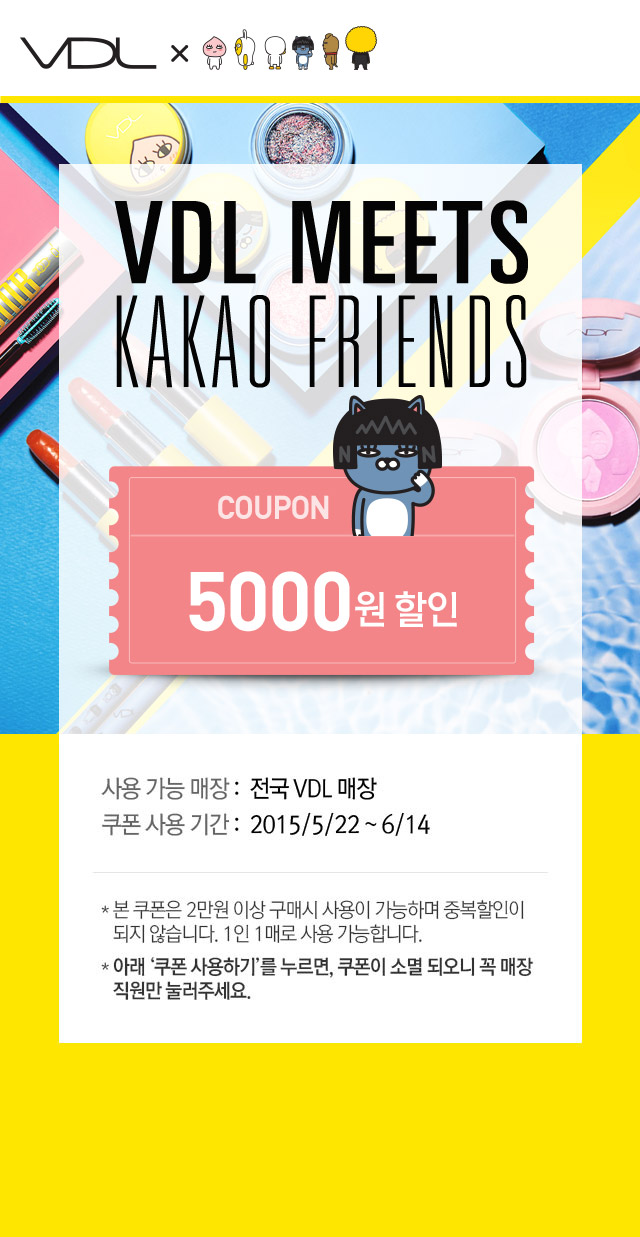 VDL ×
VDL
VDL MEETS
KAKAO FRIENDS
COUPON
5000원 할인
사용 가능 매장 : 전국 VDL 매장
쿠폰 사용 기간 : 2015/5/22 ~ 6/14
* 본 쿠폰은 2만원 이상 구매시 사용이 가능하며 중복할인이
되지 않습니다. 1인 1매로 사용 가능합니다.
* 아래 ‘쿠폰 사용하기’를 누르면, 쿠폰이 소멸 되오니 꼭 매장
직원만 눌러주세요.